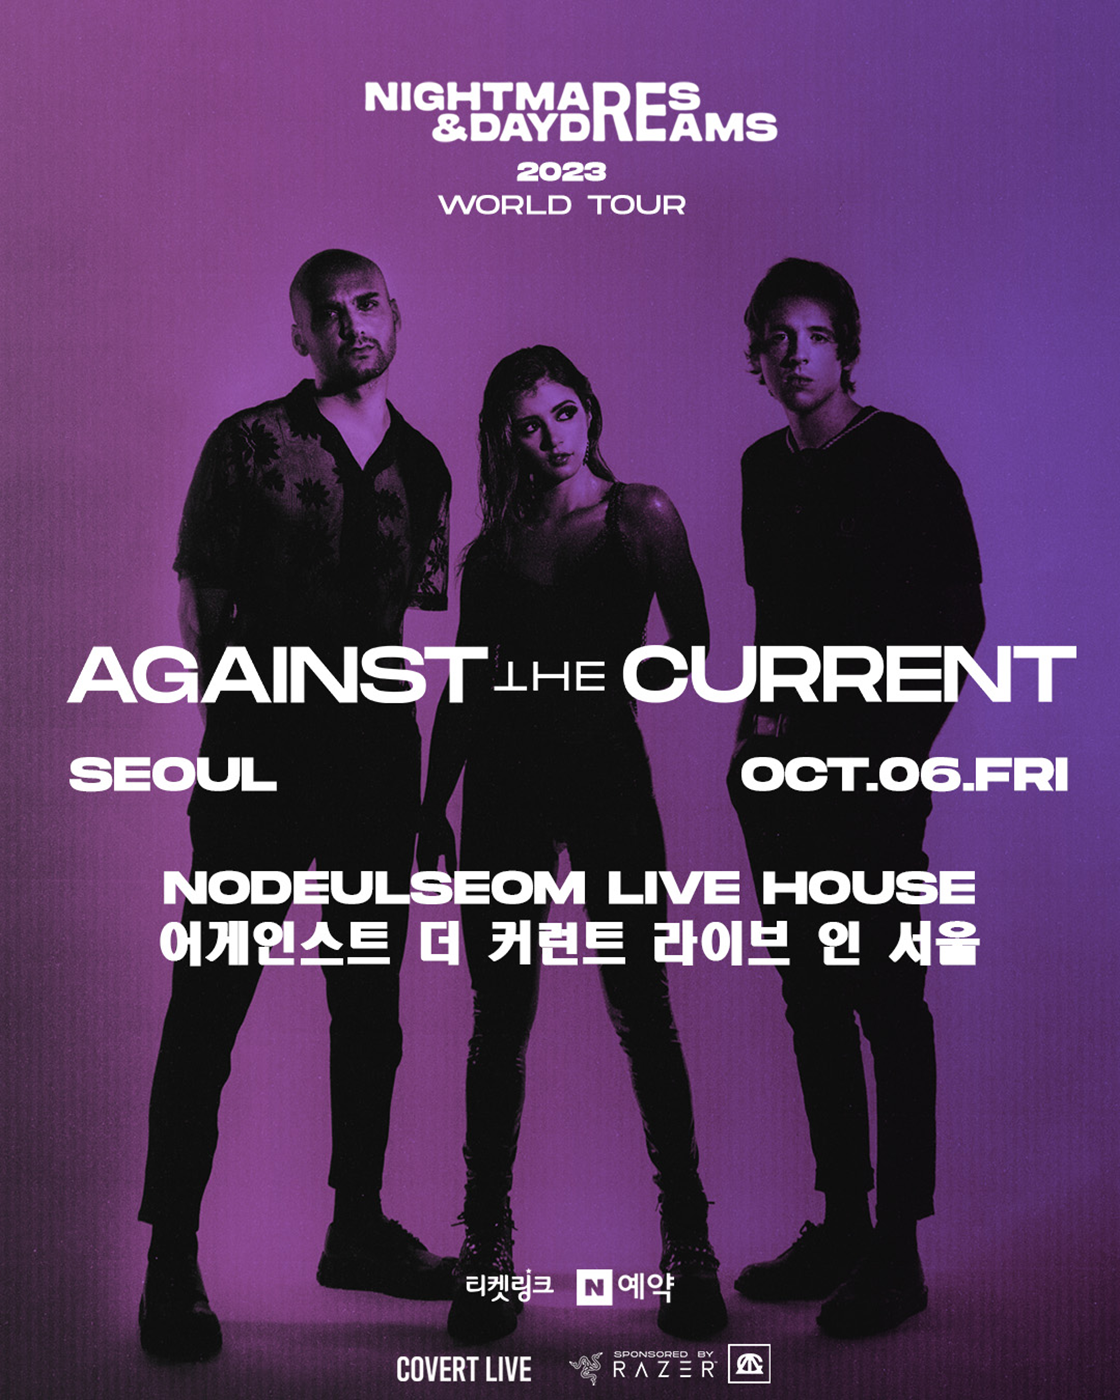 NIGHTMARES
&DAYDREAMS
2023
WORLD TOUR
AGAINST THE CURRENT
SEOUL
OCT.06.FRI
NODEULSEOM LIVE HOUSE
어게인스트 더 커런트 라이브 인 서울
티켓링크
N예약
COVERT LIVE
SPONSORED BY
RAZER